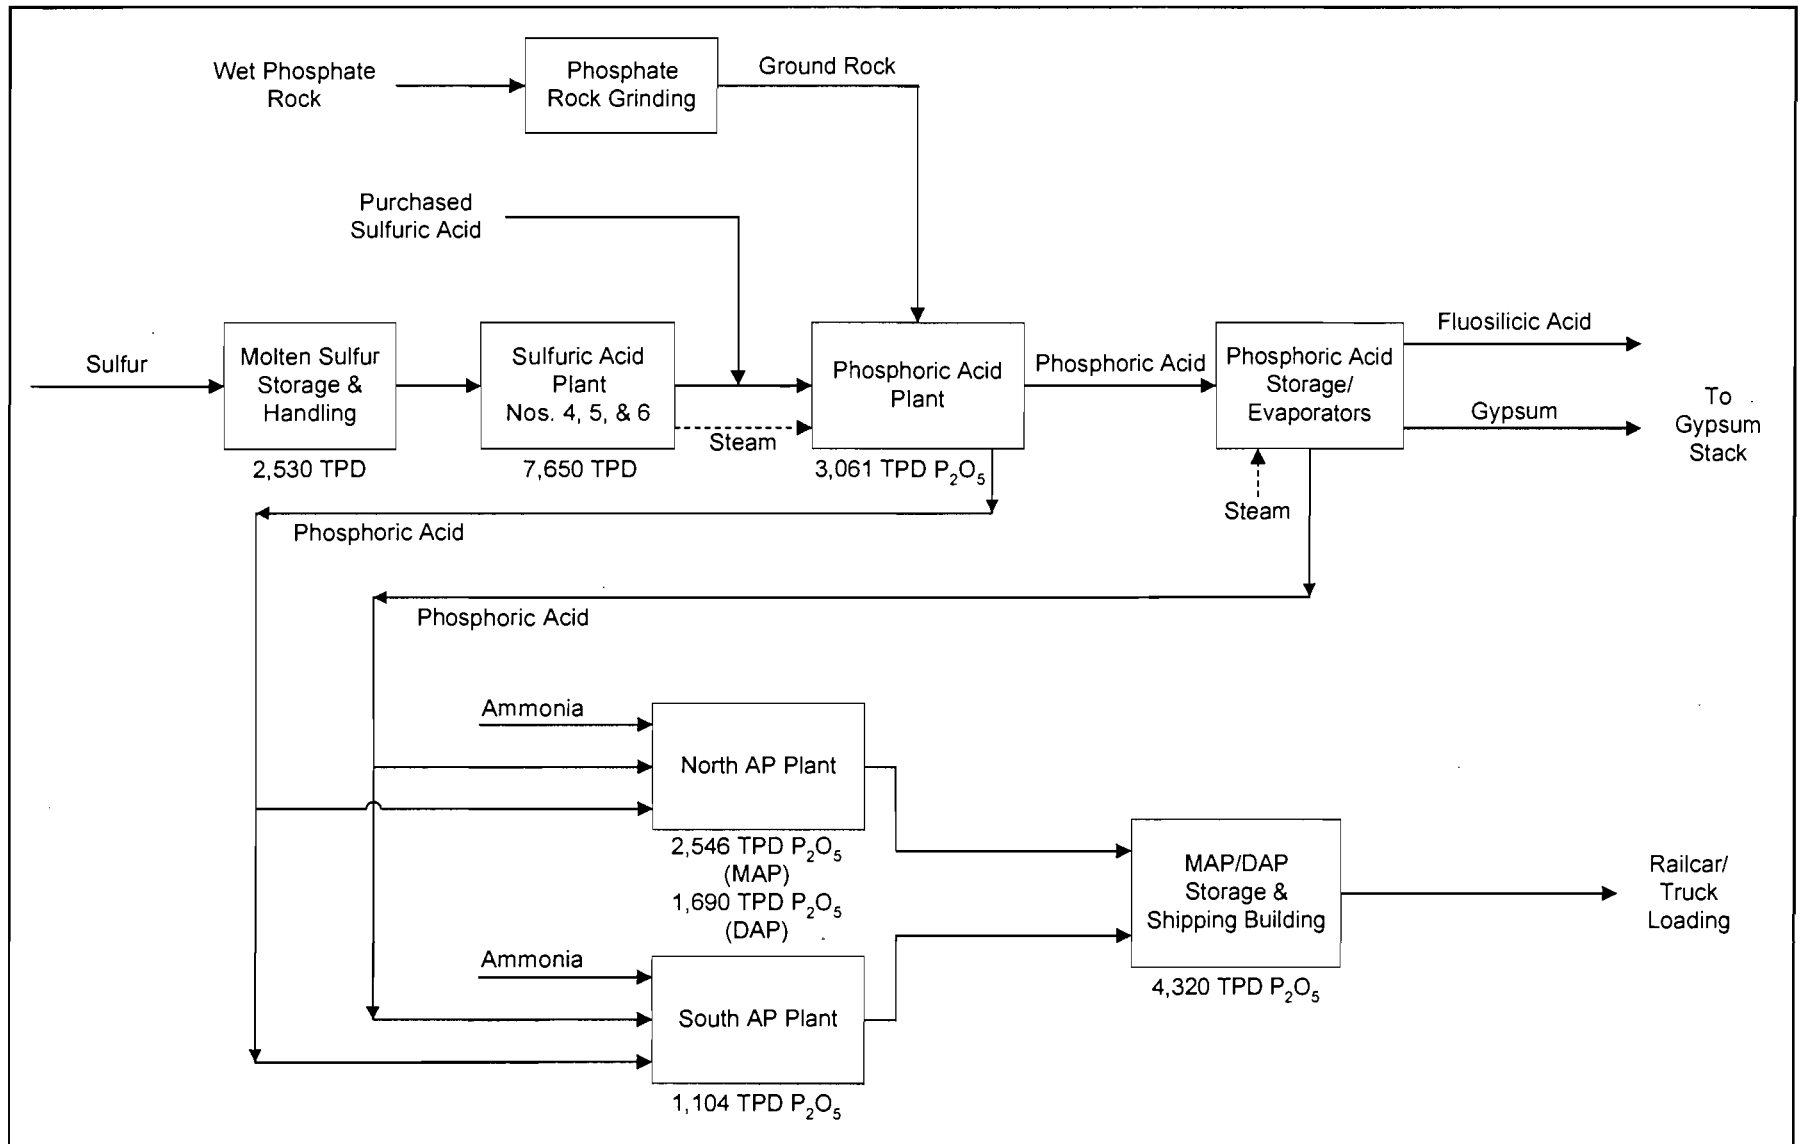 Wet Phosphate
Rock
Phosphate
Rock Grinding
Ground Rock
Purchased
Sulfuric Acid
Sulfur
Molten Sulfur
Storage &
Handling
2,530 TPD
Sulfuric Acid
Plant
Nos. 4, 5, & 6
7,650 TPD
Steam
Phosphoric Acid
Plant
3,061 TPD P₂O₅
Phosphoric Acid
Phosphoric Acid
Storage/
Evaporators
Steam
Fluosilicic Acid
Gypsum
To
Gypsum
Stack
Phosphoric Acid
Phosphoric Acid
Ammonia
North AP Plant
2,546 TPD P₂O₅
(MAP)
1,690 TPD P₂O₅
(DAP)
Ammonia
South AP Plant
1,104 TPD P₂O₅
MAP/DAP
Storage &
Shipping Building
4,320 TPD P₂O₅
Railcar/
Truck
Loading